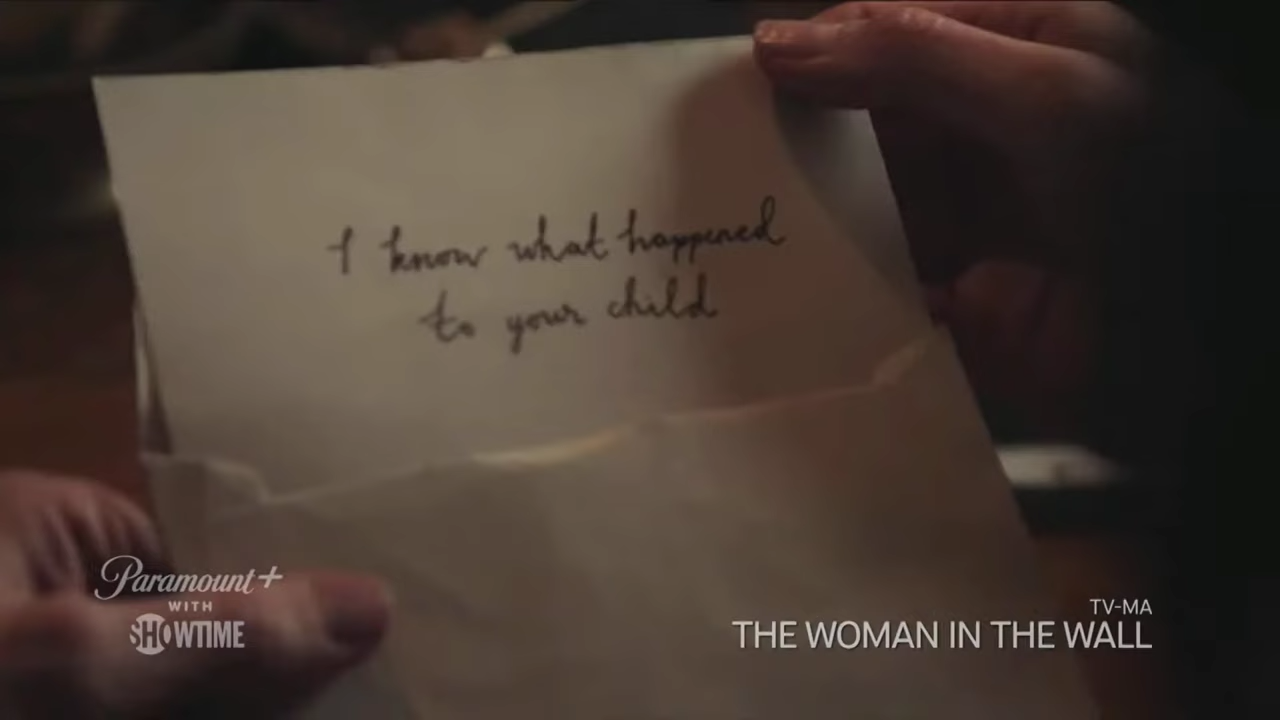 I know what happened
to your child
Paramount+
WITH
SHOWTIME
TV-MA
THE WOMAN IN THE WALL